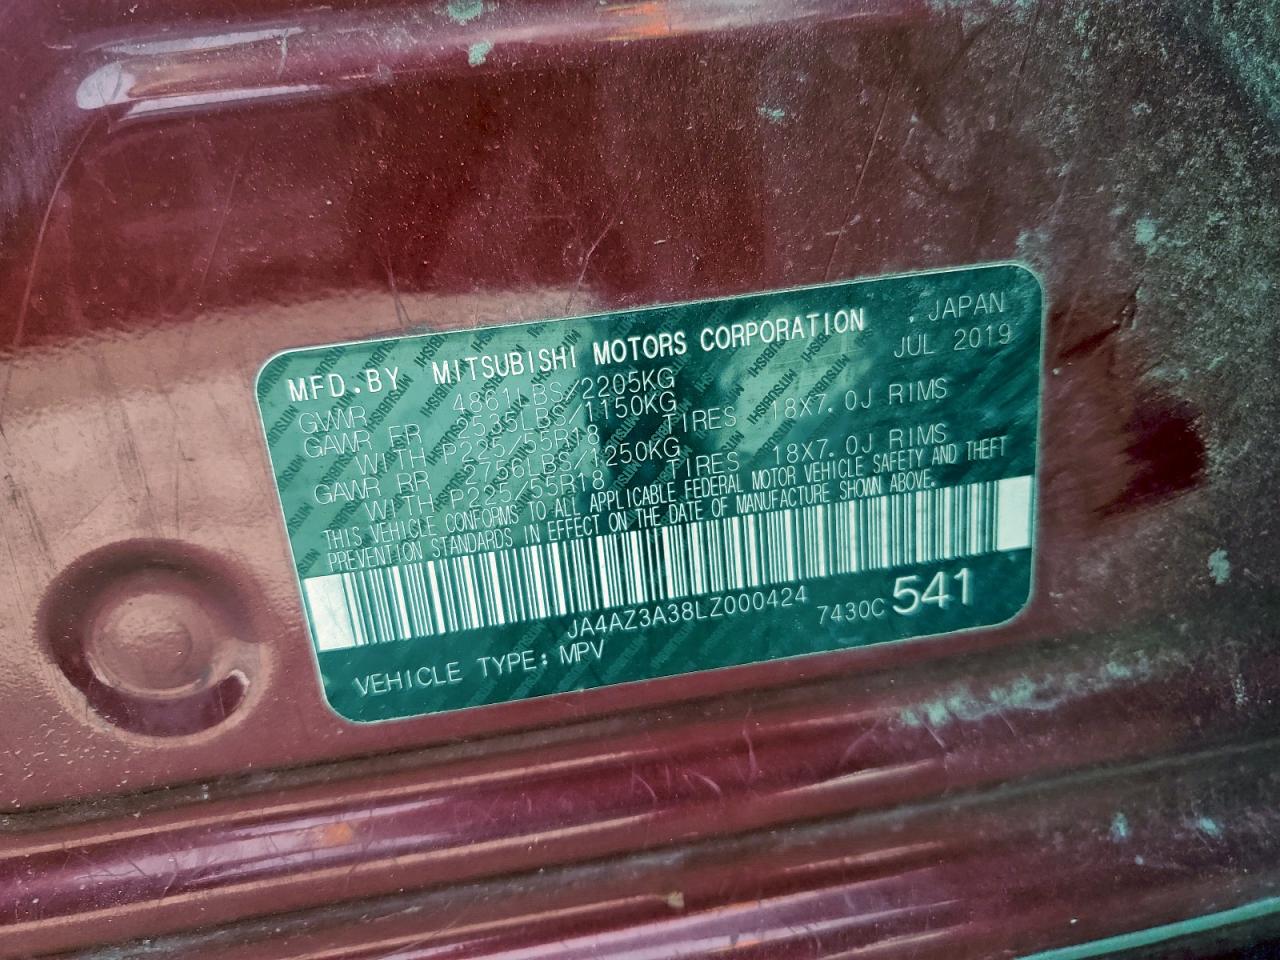 MFD.BY MITSUBISHI MOTORS CORPORATION , JAPAN
JUL 2019
GVWR 4861LBS/2205KG
GAWR FR 2535LBS/1150KG
W/TH P225/55R18 TIRES 18X7.0J RIMS
GAWR RR 2756LBS/1250KG
W/TH P225/55R18 TIRES 18X7.0J RIMS
THIS VEHICLE CONFORMS TO ALL APPLICABLE FEDERAL MOTOR VEHICLE SAFETY AND THEFT
PREVENTION STANDARDS IN EFFECT ON THE DATE OF MANUFACTURE SHOWN ABOVE.
JA4AZ3A38LZ000424 7430C 541
VEHICLE TYPE: MPV